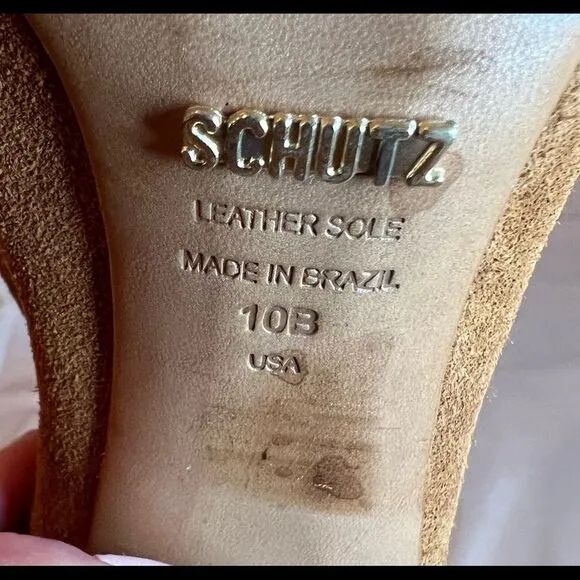 SCHUTZ
LEATHER SOLE
MADE IN BRAZIL
10B
USA